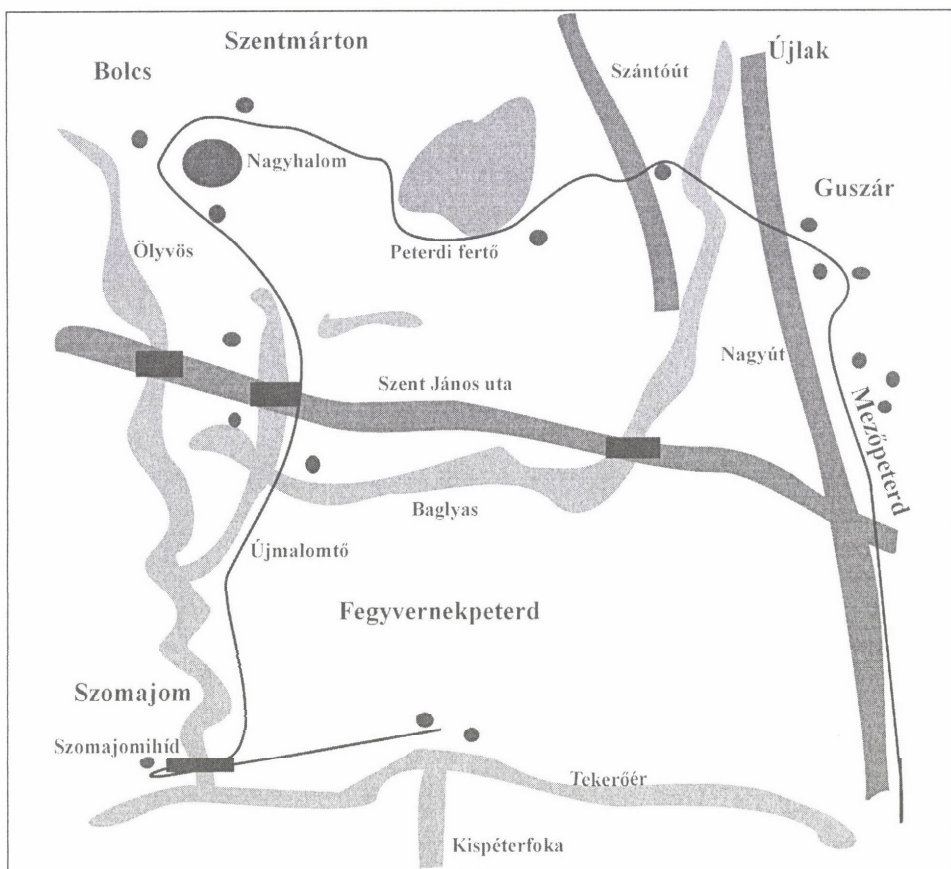 Szentmárton
Újlak
Bolcs
Szántóút
Nagyhalom
Guszár
Ölyvös
Peterdi fertő
Nagyút
Szent János uta
Mezőpeterd
Baglyas
Újmalomtő
Fegyvernekpeterd
Szomajom
Szomajomihíd
Tekerőér
Kispéterfoka